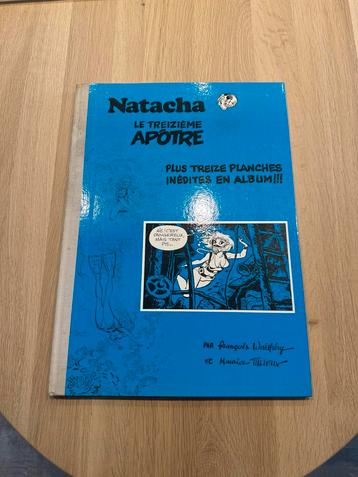 Natacha
LE TREIZIÈME
APÔTRE
PLUS TREIZE PLANCHES
INÉDITES EN ALBUM!!!
PAR François Walthéry
ET Maurice TILLIEUX